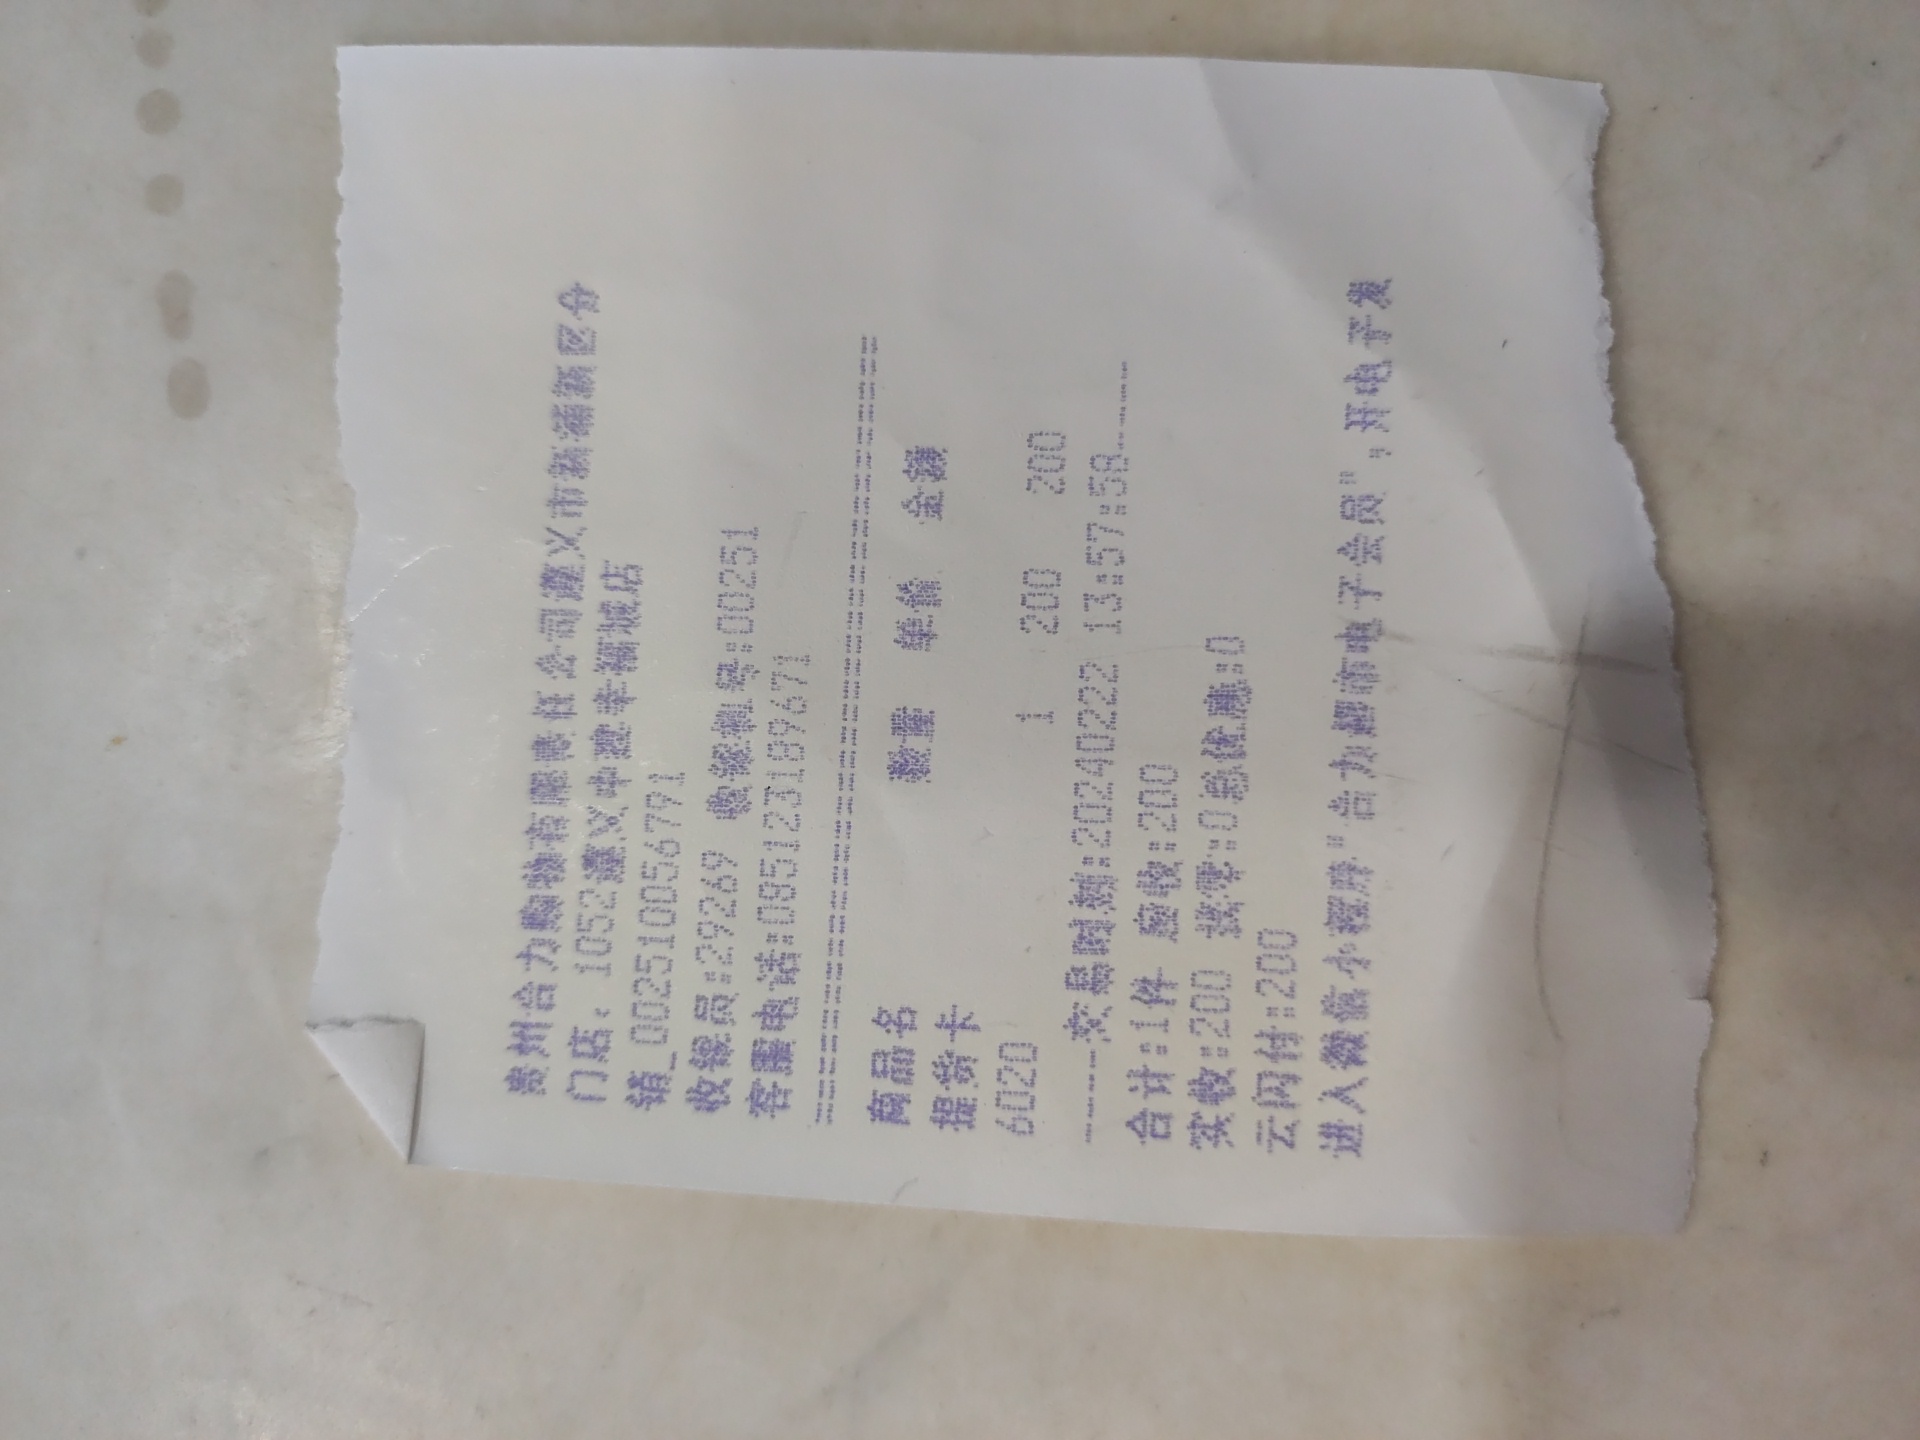 贵州合力购物有限责任公司遵义市新蒲新区分
门店: 1052遵义中建幸福城店
销_002510056791
收银员:29269 收银机号:00251
客服电话:085123189671
================================
商品名 数量 单价 金额
提货卡
6020 1 200 200
----交易时刻:20240222 13:57:58----
合计:1件 应收:200
实收:200 找零:0总优惠:0
云闪付:200
进入微信小程序"合力超市电子会员",开电子发